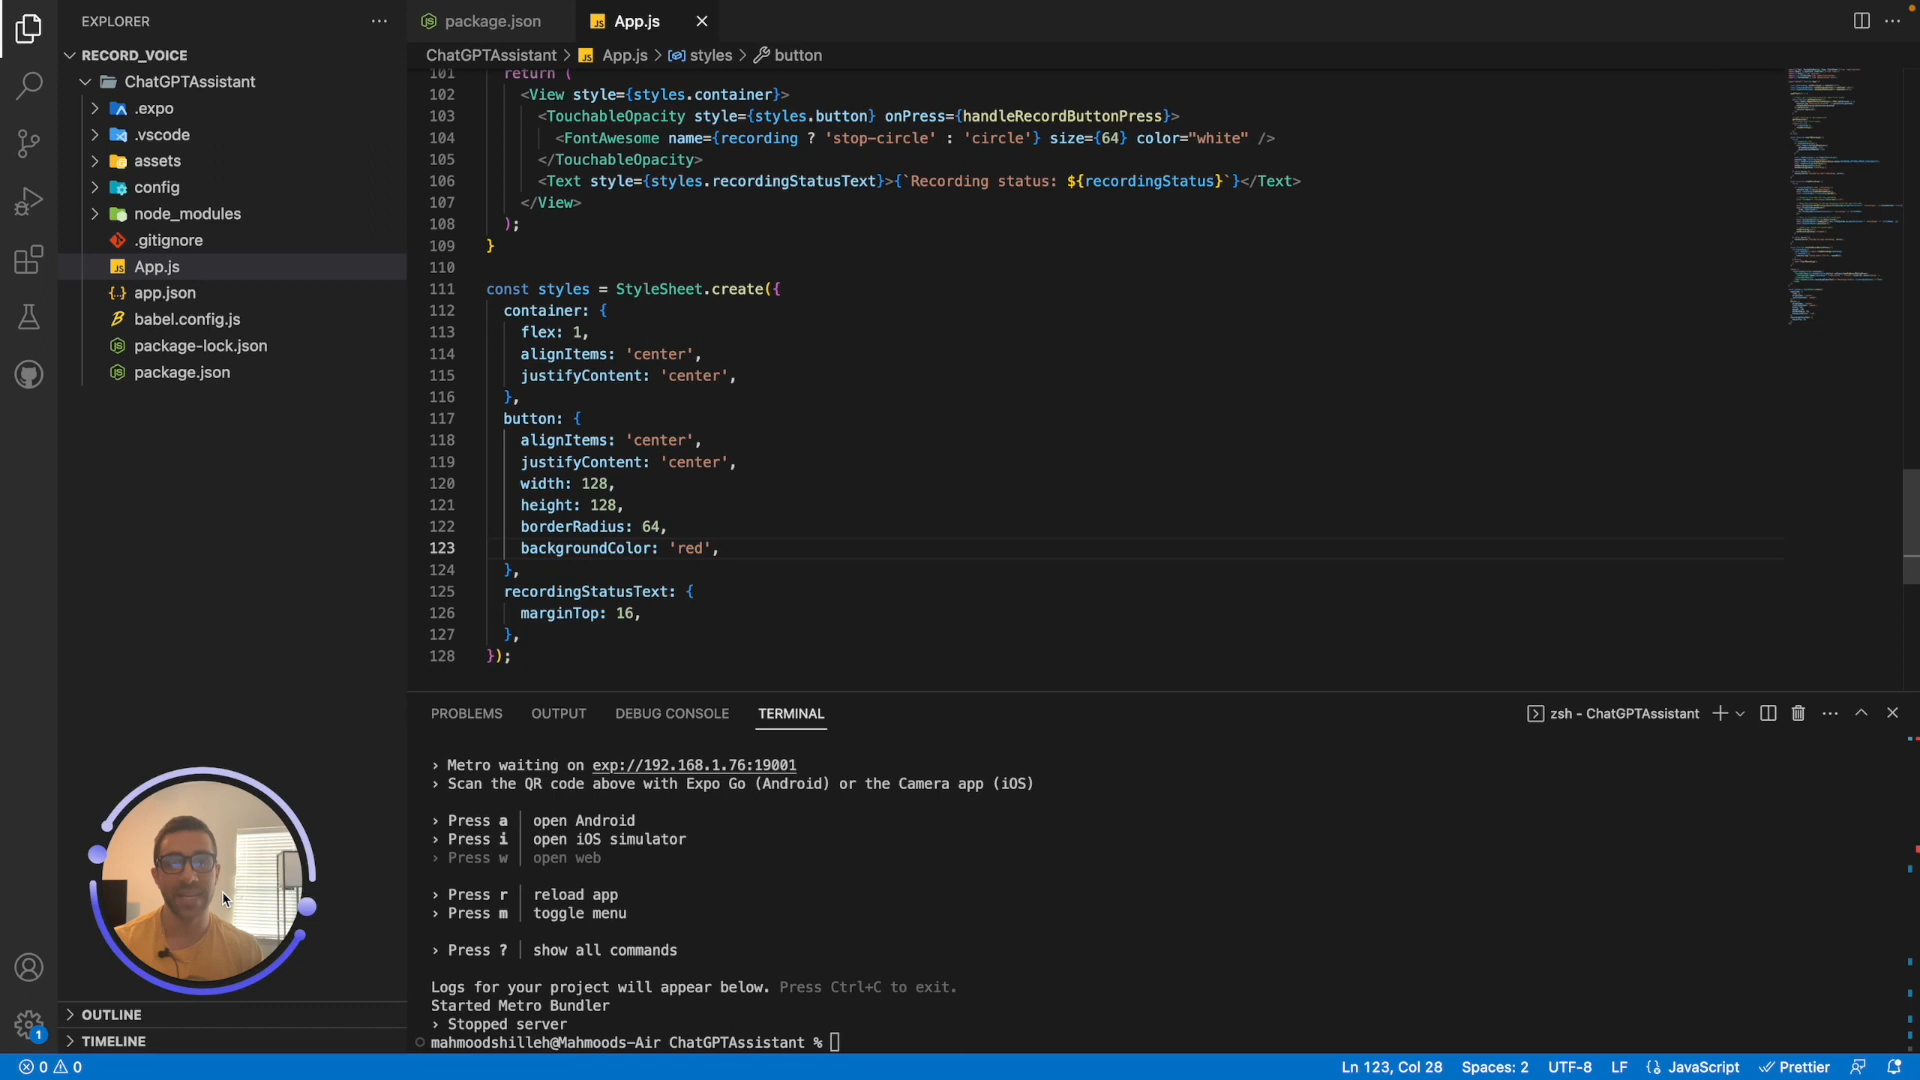 EXPLORER
RECORD_VOICE
ChatGPTAssistant
.expo
.vscode
assets
config
node_modules
.gitignore
App.js
app.json
babel.config.js
package-lock.json
package.json
OUTLINE
TIMELINE
package.json
App.js
ChatGPTAssistant > App.js > styles > button
101 return (
102 <View style={styles.container}>
103 <TouchableOpacity style={styles.button} onPress={handleRecordButtonPress}>
104 <FontAwesome name={recording ? 'stop-circle' : 'circle'} size={64} color="white" />
105 </TouchableOpacity>
106 <Text style={styles.recordingStatusText}>{`Recording status: ${recordingStatus}`}</Text>
107 </View>
108 );
109 }
110
111 const styles = StyleSheet.create({
112 container: {
113 flex: 1,
114 alignItems: 'center',
115 justifyContent: 'center',
116 },
117 button: {
118 alignItems: 'center',
119 justifyContent: 'center',
120 width: 128,
121 height: 128,
122 borderRadius: 64,
123 backgroundColor: 'red',
124 },
125 recordingStatusText: {
126 marginTop: 16,
127 },
128 });
PROBLEMS OUTPUT DEBUG CONSOLE TERMINAL
zsh - ChatGPTAssistant
› Metro waiting on exp://192.168.1.76:19001
› Scan the QR code above with Expo Go (Android) or the Camera app (iOS)
› Press a │ open Android
› Press i │ open iOS simulator
› Press w │ open web
› Press r │ reload app
› Press m │ toggle menu
› Press ? │ show all commands
Logs for your project will appear below. Press Ctrl+C to exit.
Started Metro Bundler
› Stopped server
mahmoodshilleh@Mahmoods-Air ChatGPTAssistant %
1
0 0
Ln 123, Col 28 Spaces: 2 UTF-8 LF {} JavaScript Prettier